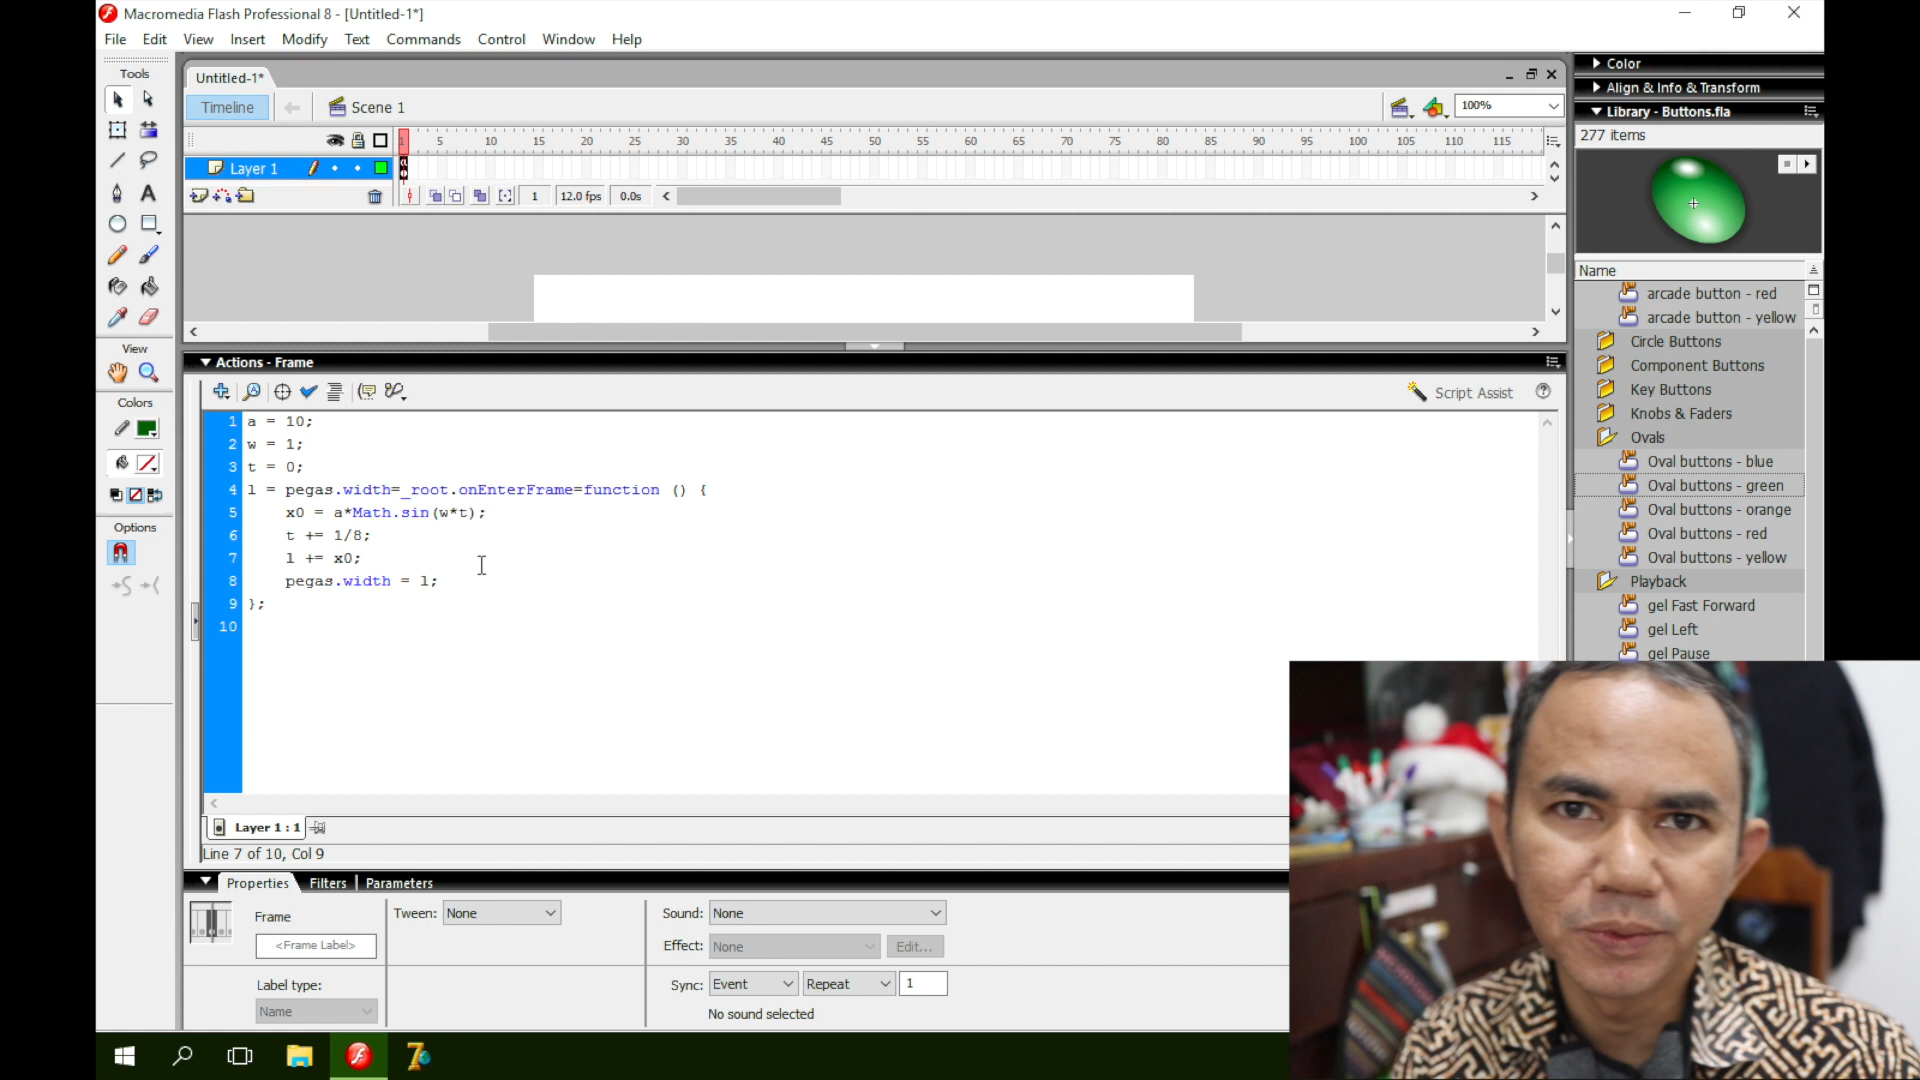 Macromedia Flash Professional 8 - [Untitled-1*]
File Edit View Insert Modify Text Commands Control Window Help
Tools
Untitled-1*
Timeline
Scene 1
100%
1 5 10 15 20 25 30 35 40 45 50 55 60 65 70 75 80 85 90 95 100 105 110 115
Layer 1
1 12.0 fps 0.0s
View
Colors
Options
Color
Align & Info & Transform
Library - Buttons.fla
277 items
Name
arcade button - red
arcade button - yellow
Circle Buttons
Component Buttons
Key Buttons
Knobs & Faders
Ovals
Oval buttons - blue
Oval buttons - green
Oval buttons - orange
Oval buttons - red
Oval buttons - yellow
Playback
gel Fast Forward
gel Left
gel Pause
Actions - Frame
Script Assist
1 a = 10;
2 w = 1;
3 t = 0;
4 l = pegas.width=_root.onEnterFrame=function () {
5 x0 = a*Math.sin(w*t);
6 t += 1/8;
7 l += x0;
8 pegas.width = l;
9 };
10
Layer 1 : 1
Line 7 of 10, Col 9
Properties Filters Parameters
Frame
<Frame Label>
Label type:
Name
Tween: None
Sound: None
Effect: None Edit...
Sync: Event Repeat 1
No sound selected